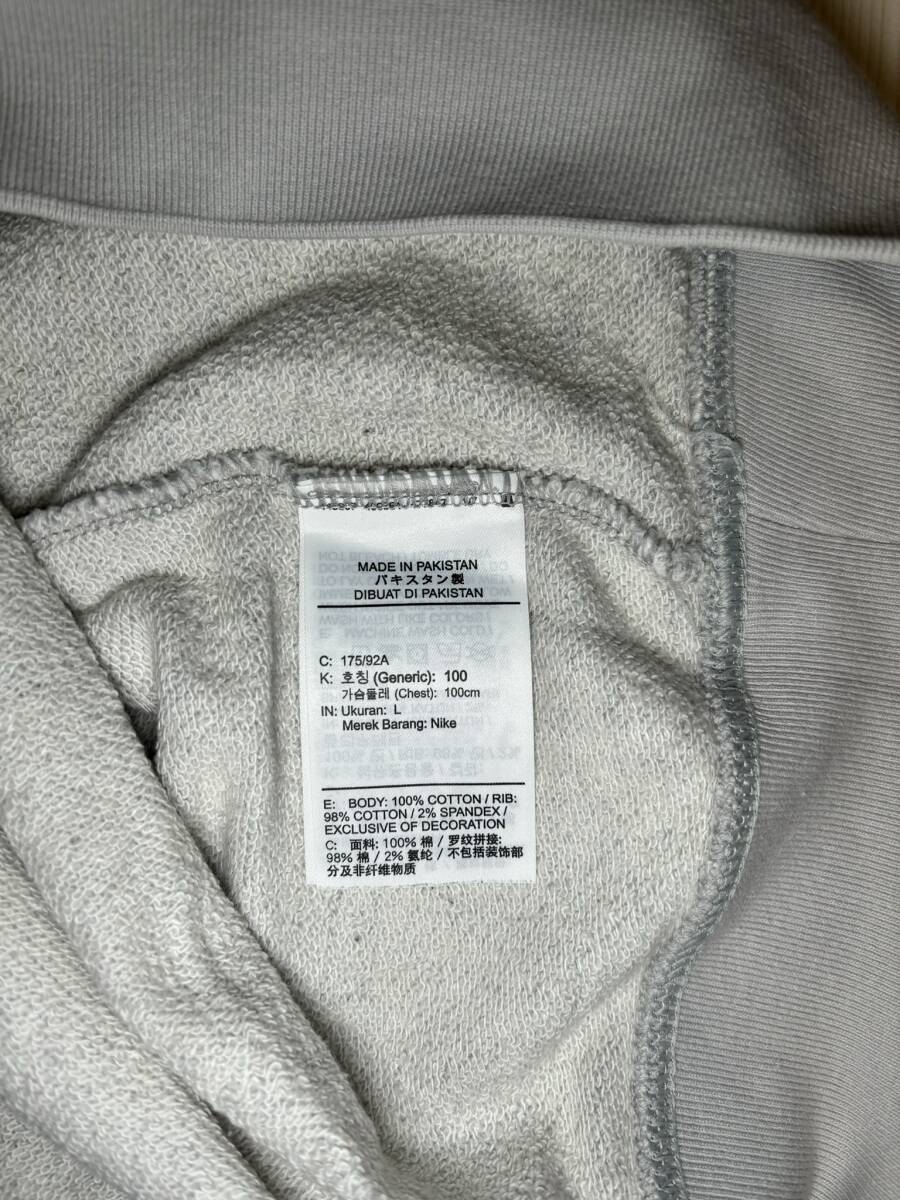 MADE IN PAKISTAN
パキスタン製
DIBUAT DI PAKISTAN
C: 175/92A
K: 호칭 (Generic): 100
가슴둘레 (Chest): 100cm
IN: Ukuran: L
Merek Barang: Nike
E: BODY: 100% COTTON / RIB:
98% COTTON / 2% SPANDEX /
EXCLUSIVE OF DECORATION
C: 面料: 100% 棉 / 罗纹拼接:
98% 棉 / 2% 氨纶 / 不包括装饰部
分及非纤维物质